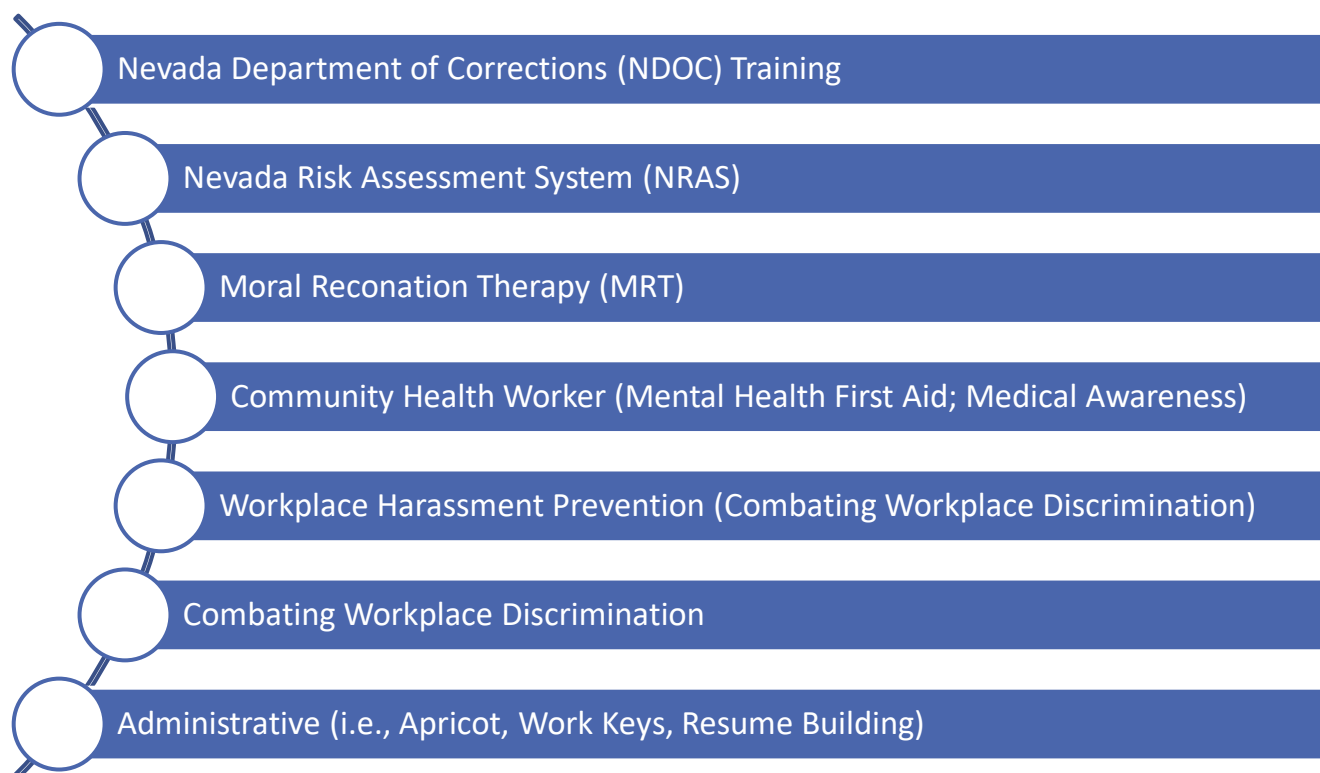 Nevada Department of Corrections (NDOC) Training
Nevada Risk Assessment System (NRAS)
Moral Reconation Therapy (MRT)
Community Health Worker (Mental Health First Aid; Medical Awareness)
Workplace Harassment Prevention (Combating Workplace Discrimination)
Combating Workplace Discrimination
Administrative (i.e., Apricot, Work Keys, Resume Building)